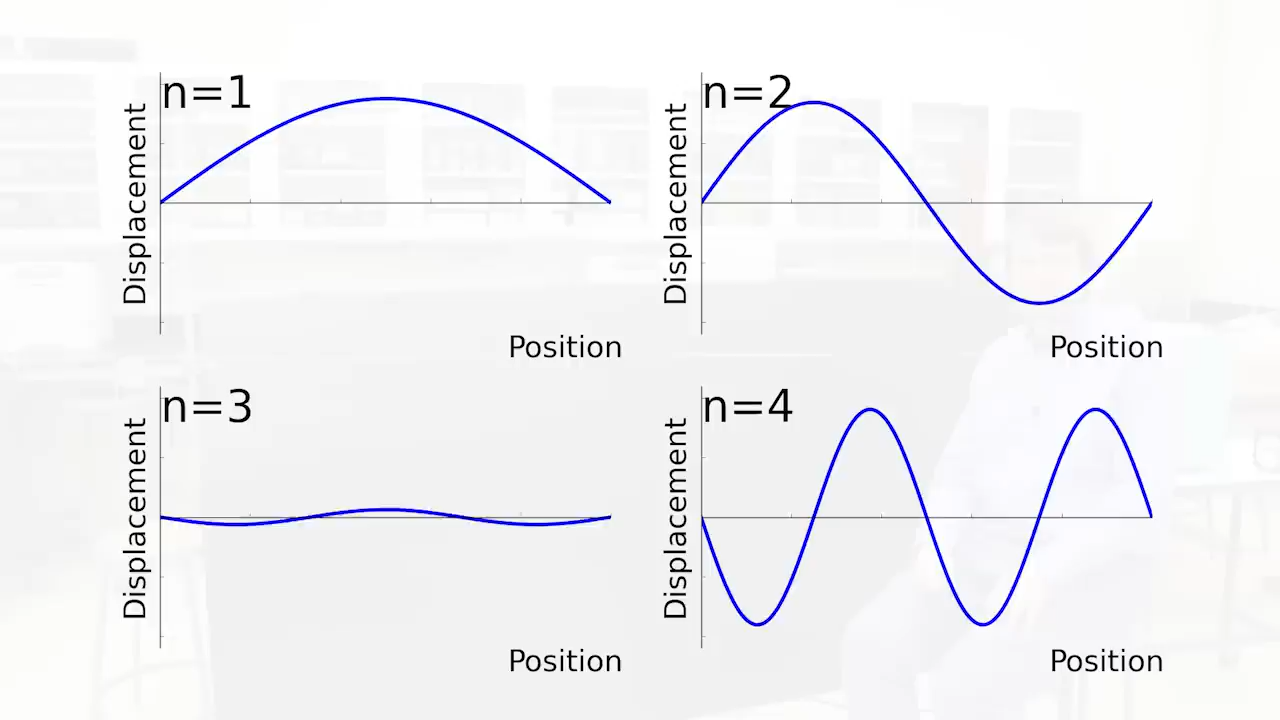 n=1
Displacement
Position
n=2
Displacement
Position
n=3
Displacement
Position
n=4
Displacement
Position